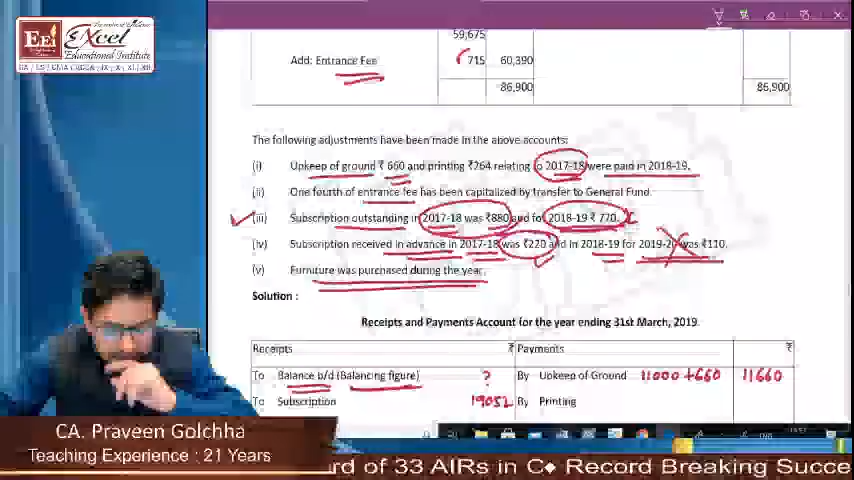 The centre of Excellence
EEi Excel
Educational Institute
59,675
Add: Entrance Fee 715 60,390
86,900 86,900
The following adjustments have been made in the above accounts:
(i) Upkeep of ground ₹ 660 and printing ₹264 relating to 2017-18 were paid in 2018-19.
(ii) One fourth of entrance fee has been capitalized by transfer to General Fund.
(iii) Subscription outstanding in 2017-18 was ₹880 and for 2018-19 ₹ 770.
(iv) Subscription received in advance in 2017-18 was ₹220 and in 2018-19 for 2019-2 was ₹110.
(v) Furniture was purchased during the year.
Solution :
Receipts and Payments Account for the year ending 31st March, 2019.
Receipts ₹ Payments ₹
To Balance b/d (Balancing figure) ? By Upkeep of Ground 11000 +660 11660
To Subscription 19052 By Printing
CA. Praveen Golchha
Teaching Experience : 21 Years
rd of 33 AIRs in C♦ Record Breaking Succe